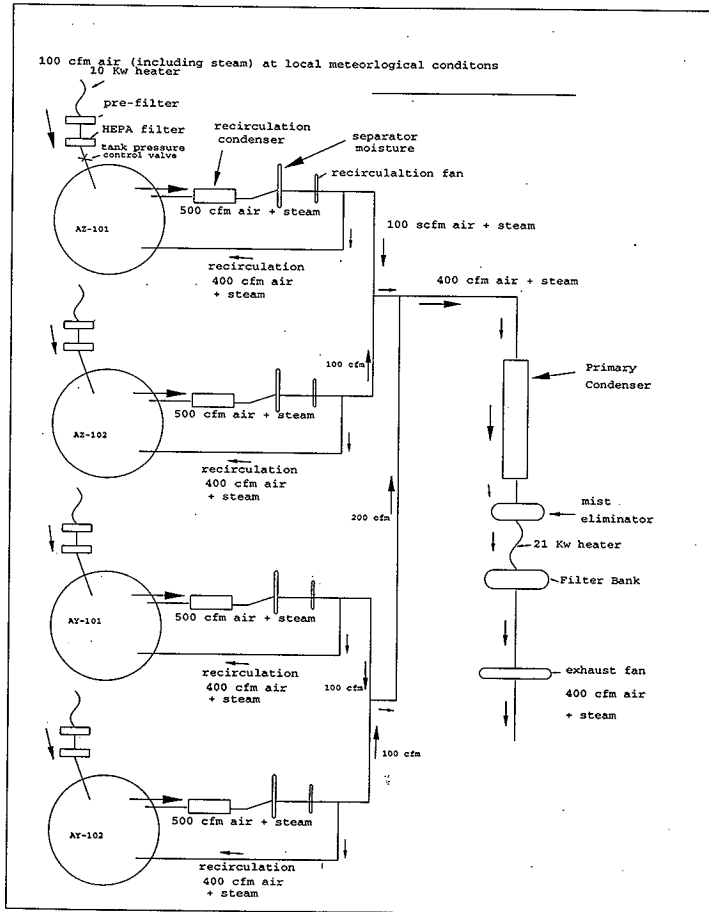 100 cfm air (including steam) at local meteorlogical conditons
10 Kw heater
pre-filter
HEPA filter
tank pressure
control valve
recirculation
condenser
separator
moisture
recirculaltion fan
500 cfm air + steam
AZ-101
100 scfm air + steam
recirculation
400 cfm air
+ steam
400 cfm air + steam
100 cfm
500 cfm air + steam
AZ-102
Primary
Condenser
recirculation
400 cfm air
+ steam
200 cfm
mist
eliminator
21 Kw heater
Filter Bank
500 cfm air + steam
AY-101
recirculation
400 cfm air
+ steam
100 cfm
exhaust fan
400 cfm air
+ steam
100 cfm
500 cfm air + steam
AY-102
recirculation
400 cfm air
+ steam